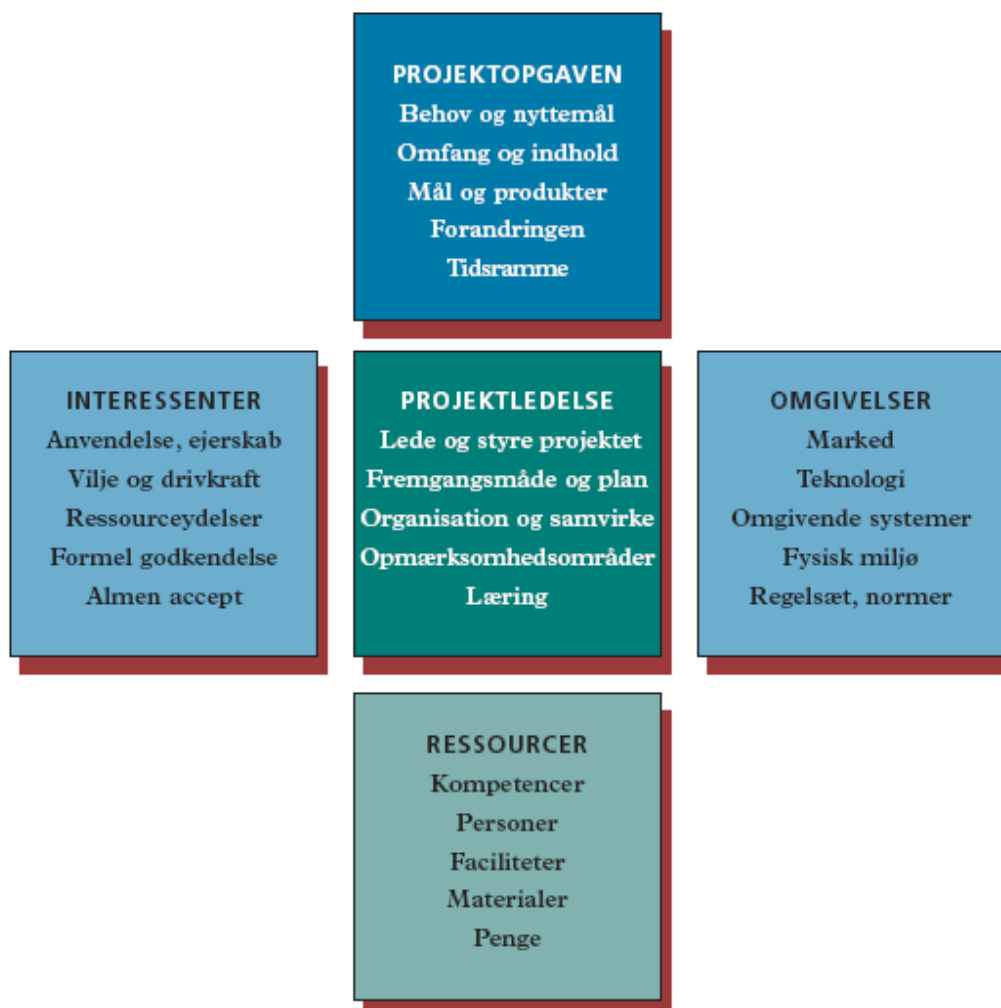 PROJEKTOPGAVEN
Behov og nyttemål
Omfang og indhold
Mål og produkter
Forandringen
Tidsramme
INTERESSENTER
Anvendelse, ejerskab
Vilje og drivkraft
Ressourceydelser
Formel godkendelse
Almen accept
PROJEKTLEDELSE
Lede og styre projektet
Fremgangsmåde og plan
Organisation og samvirke
Opmærksomhedsområder
Læring
OMGIVELSER
Marked
Teknologi
Omgivende systemer
Fysisk miljø
Regelsæt, normer
RESSOURCER
Kompetencer
Personer
Faciliteter
Materialer
Penge